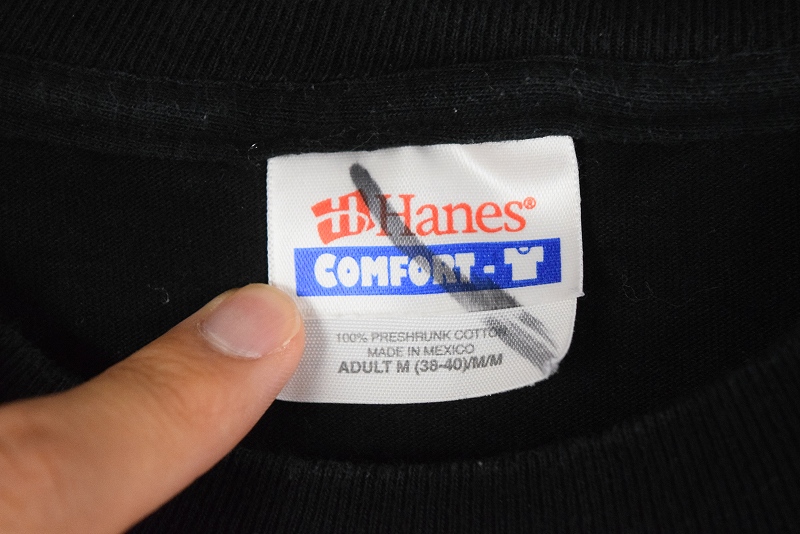 Hanes®
COMFORT -
100% PRESHRUNK COTTON
MADE IN MEXICO
ADULT M (38-40)/M/M